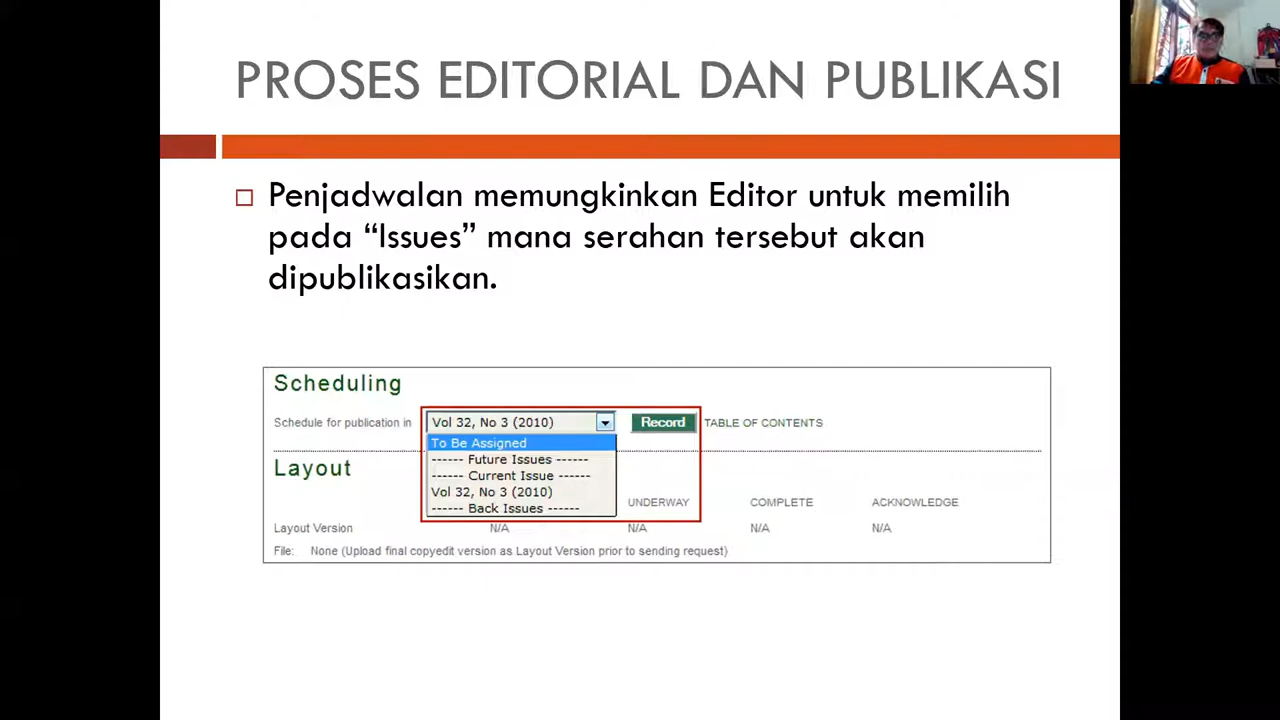 PROSES EDITORIAL DAN PUBLIKASI
Penjadwalan memungkinkan Editor untuk memilih
pada “Issues” mana serahan tersebut akan
dipublikasikan.
Scheduling
Schedule for publication in Vol 32, No 3 (2010) Record TABLE OF CONTENTS
To Be Assigned
------ Future Issues ------
------ Current Issue ------
Vol 32, No 3 (2010)
------ Back Issues ------
Layout
UNDERWAY COMPLETE ACKNOWLEDGE
Layout Version N/A N/A N/A N/A
File: None (Upload final copyedit version as Layout Version prior to sending request)